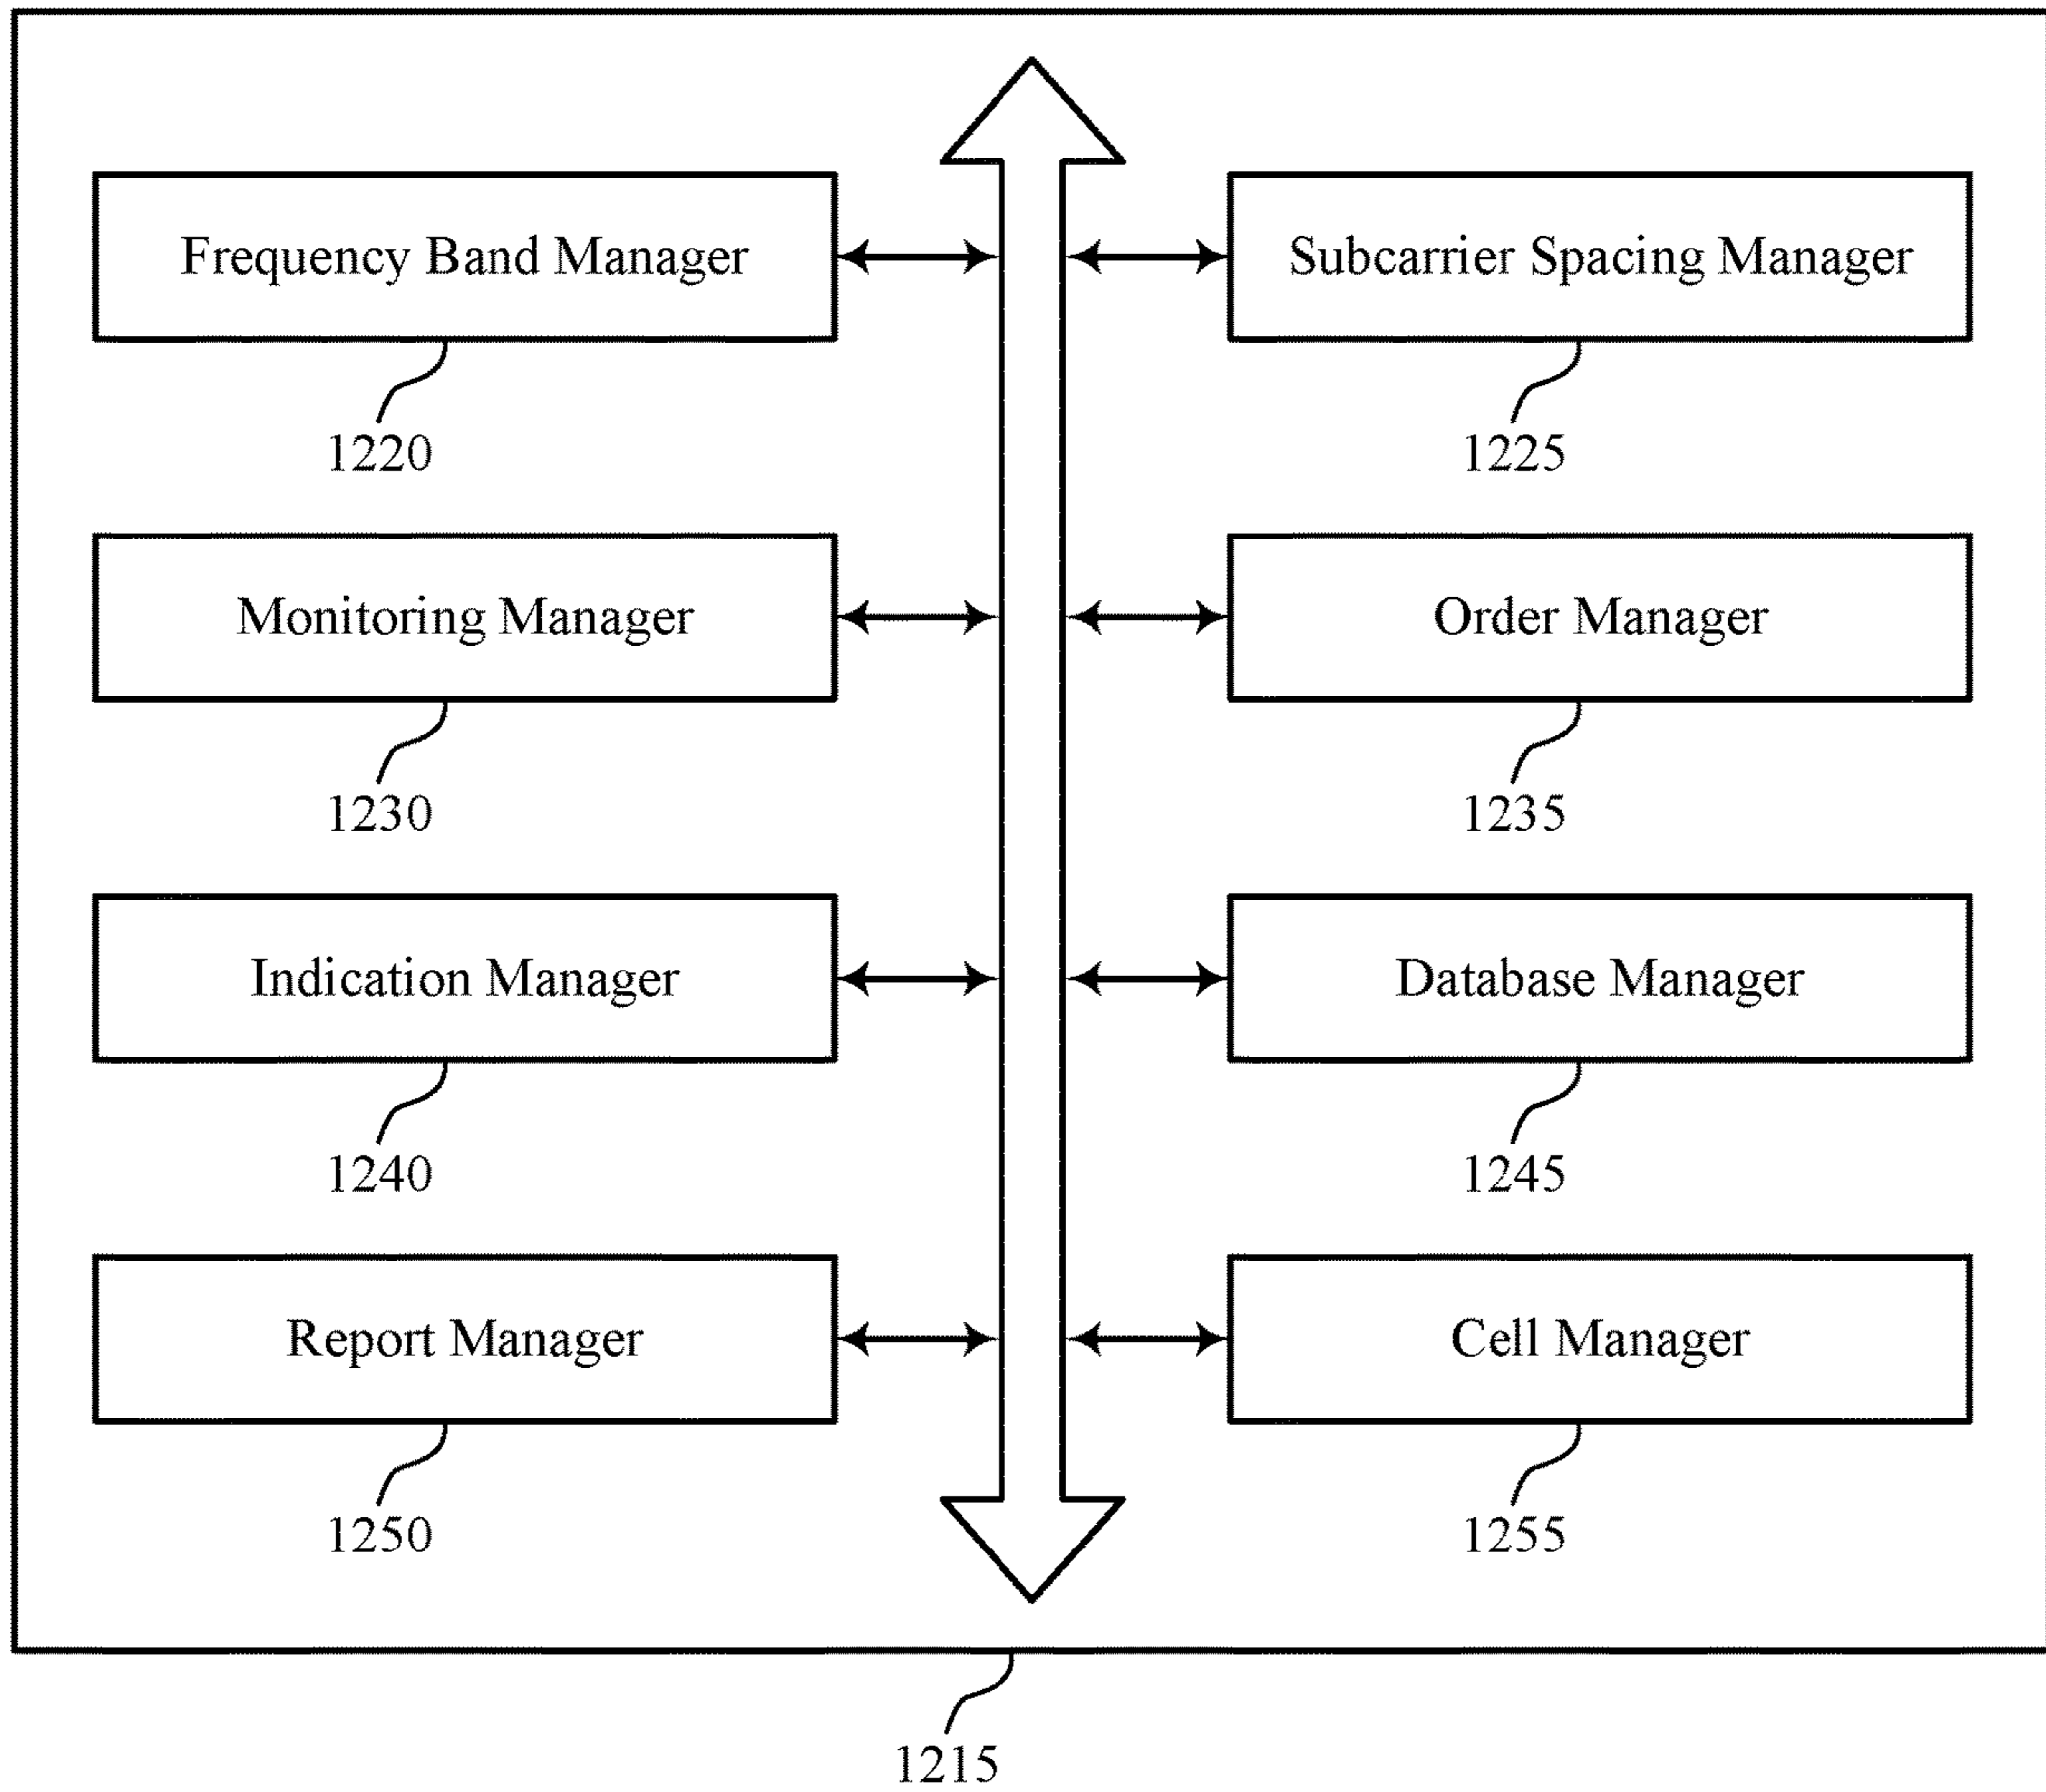 Frequency Band Manager
Subcarrier Spacing Manager
1220
1225
Monitoring Manager
Order Manager
1230
1235
Indication Manager
Database Manager
1240
1245
Report Manager
Cell Manager
1250
1255
1215